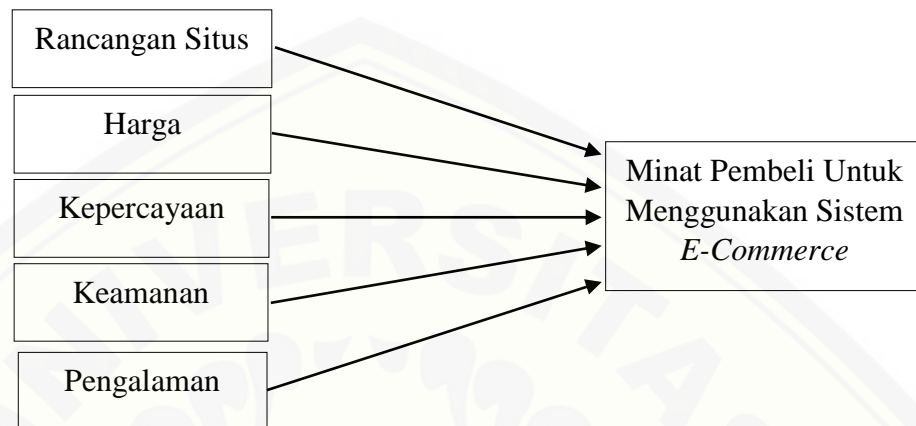 Rancangan Situs
Harga
Kepercayaan
Keamanan
Pengalaman
Minat Pembeli Untuk
Menggunakan Sistem
E-Commerce